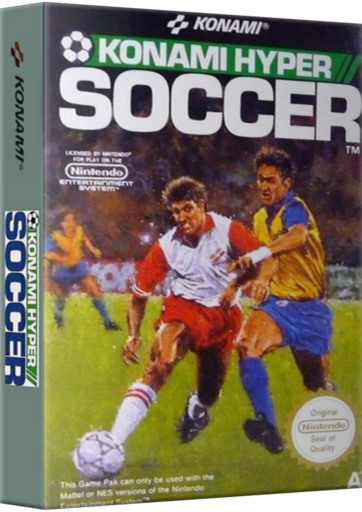 KONAMI®
KONAMI HYPER
SOCCER
TM
LICENSED BY NINTENDO®
FOR PLAY ON THE
Nintendo
ENTERTAINMENT
SYSTEM™
Original
Nintendo
Seal of
Quality
This Game Pak can only be used with the
Mattel or NES versions of the Nintendo
Entertainment System.
A
KONAMI®
KONAMI HYPER
SOCCER